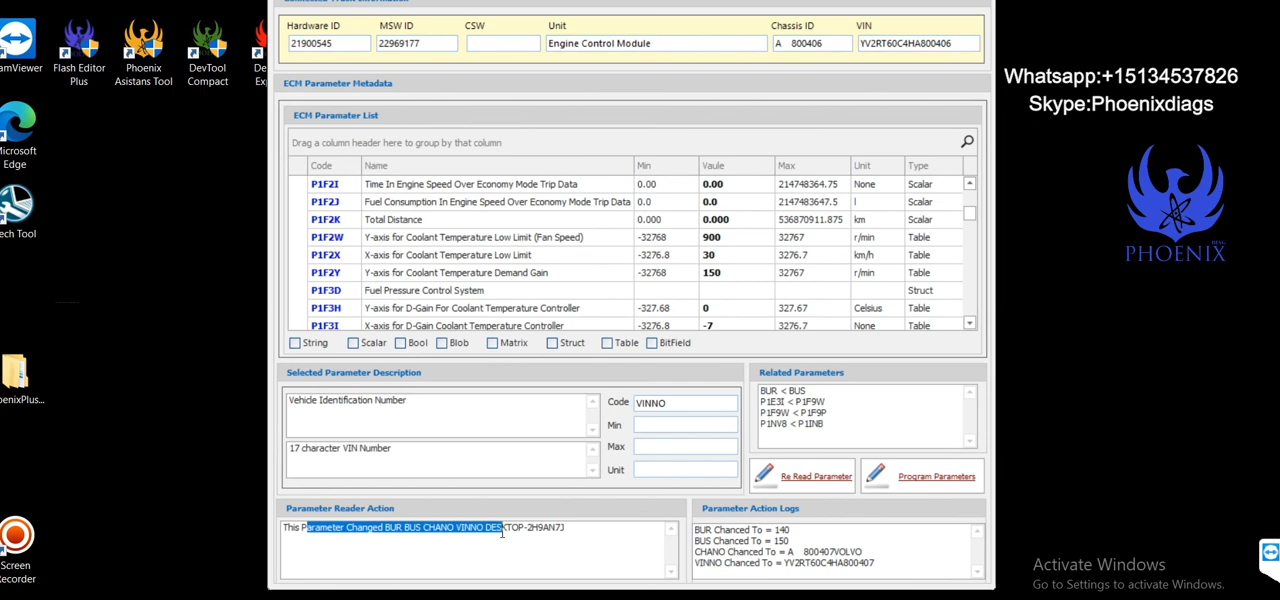 Hardware ID MSW ID CSW Unit Chassis ID VIN
21900545 22969177 Engine Control Module A 800406 YV2RT60C4HA800406
ECM Parameter Metadata
ECM Paramater List
Drag a column header here to group by that column
Code Name Min Vaule Max Unit Type
P1F2I Time In Engine Speed Over Economy Mode Trip Data 0.00 0.00 214748364.75 None Scalar
P1F2J Fuel Consumption In Engine Speed Over Economy Mode Trip Data 0.0 0.0 2147483647.5 l Scalar
P1F2K Total Distance 0.000 0.000 536870911.875 km Scalar
P1F2W Y-axis for Coolant Temperature Low Limit (Fan Speed) -32768 900 32767 r/min Table
P1F2X X-axis for Coolant Temperature Low Limit -3276.8 30 3276.7 km/h Table
P1F2Y Y-axis for Coolant Temperature Demand Gain -32768 150 32767 r/min Table
P1F3D Fuel Pressure Control System Struct
P1F3H Y-axis for D-Gain For Coolant Temperature Controller -327.68 0 327.67 Celsius Table
P1F3I X-axis for D-Gain Coolant Temperature Controller -3276.8 -7 3276.7 None Table
String Scalar Bool Blob Matrix Struct Table BitField
Selected Parameter Description
Vehicle Identification Number
17 character VIN Number
Code VINNO
Min
Max
Unit
Related Parameters
BUR < BUS
P1E3I < P1F9W
P1F9W < P1F9P
P1NV8 < P1INB
Re Read Parameter
Program Parameters
Parameter Reader Action
This Parameter Changed BUR BUS CHANO VINNO DESKTOP-2H9AN7J
Parameter Action Logs
BUR Chanced To = 140
BUS Chanced To = 150
CHANO Chanced To = A 800407VOLVO
VINNO Chanced To = YV2RT60C4HA800407
amViewer
Flash Editor
Plus
Phoenix
Asistans Tool
DevTool
Compact
De
Exp
Microsoft
Edge
ech Tool
oenixPlus...
Screen
Recorder
Whatsapp:+15134537826
Skype:Phoenixdiags
PHOENIX
DIAG
Activate Windows
Go to Settings to activate Windows.